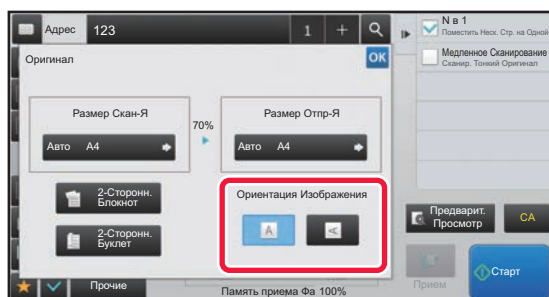 Адрес 123 1 +
N в 1
Поместить Неск. Стр. на Одной
Медленное Сканирование
Сканир. Тонкий Оригинал
Оригинал OK
Размер Скан-Я
70%
Размер Отпр-Я
Авто A4
Авто A4
2-Сторонн.
Блокнот
2-Сторонн.
Буклет
Ориентация Изображения
A A
Предварит.
Просмотр
CA
Прочие
Память приема Фа 100%
Прием
Старт